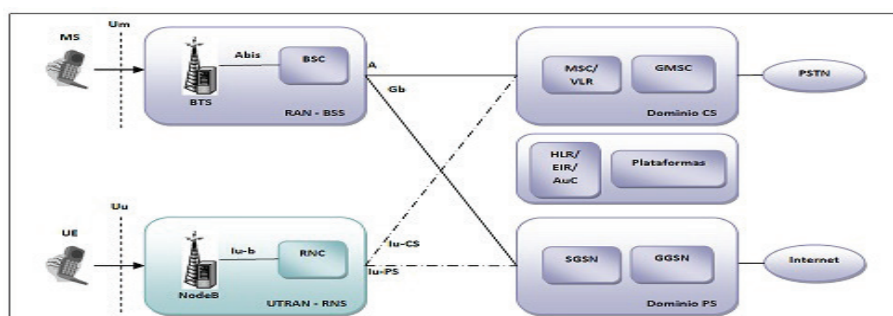 MS
Um
Abis
BSC
BTS
RAN - BSS
A
Gb
MSC/
VLR
GMSC
Dominio CS
PSTN
HLR/
EIR/
AuC
Plataformas
UE
Uu
Iu-b
RNC
NodeB
UTRAN - RNS
Iu-CS
Iu-PS
SGSN
GGSN
Dominio PS
Internet